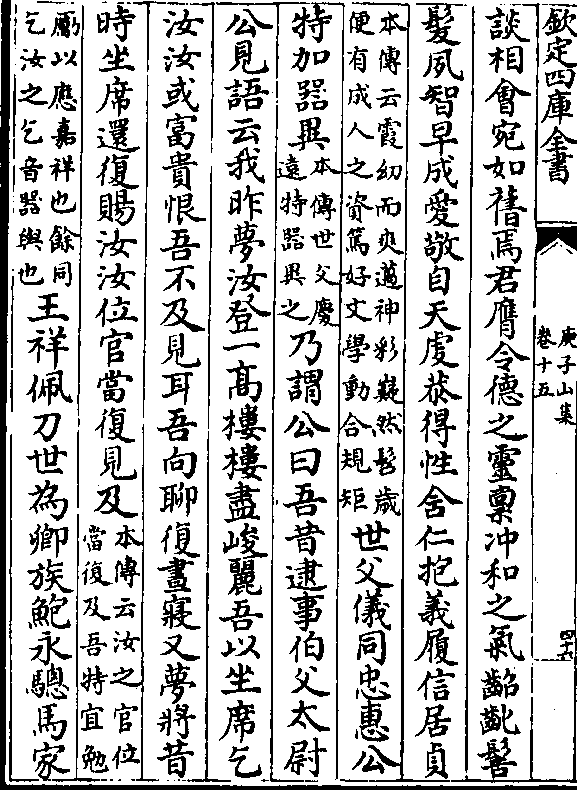 欽定四庫全書
庾子山集
卷十五
四十六
談相會宛如舊焉君膺令德之靈稟冲和之氣齠齔鬌
髮夙智早成愛敬自天虔恭得性舍仁抱義履信居貞
本傳云霞幼而爽邁神彩嶷然髫歳
便有成人之資篤好文學動合規矩世父儀同忠惠公
特加器異本傳世父慶
遠特器異之乃謂公曰吾昔逮事伯父太尉
公見語云我昨夢汝登一高樓樓盡峻麗吾以坐席乞
汝汝或富貴恨吾不及見耳吾向聊復晝寢又夢將昔
時坐席還復賜汝汝位官當復見及本傳云汝之官位
當復及吾特宜勉
勵以應嘉祥也餘同
乞汝之乞音器與也王祥佩刀世為卿族鮑永驄馬家